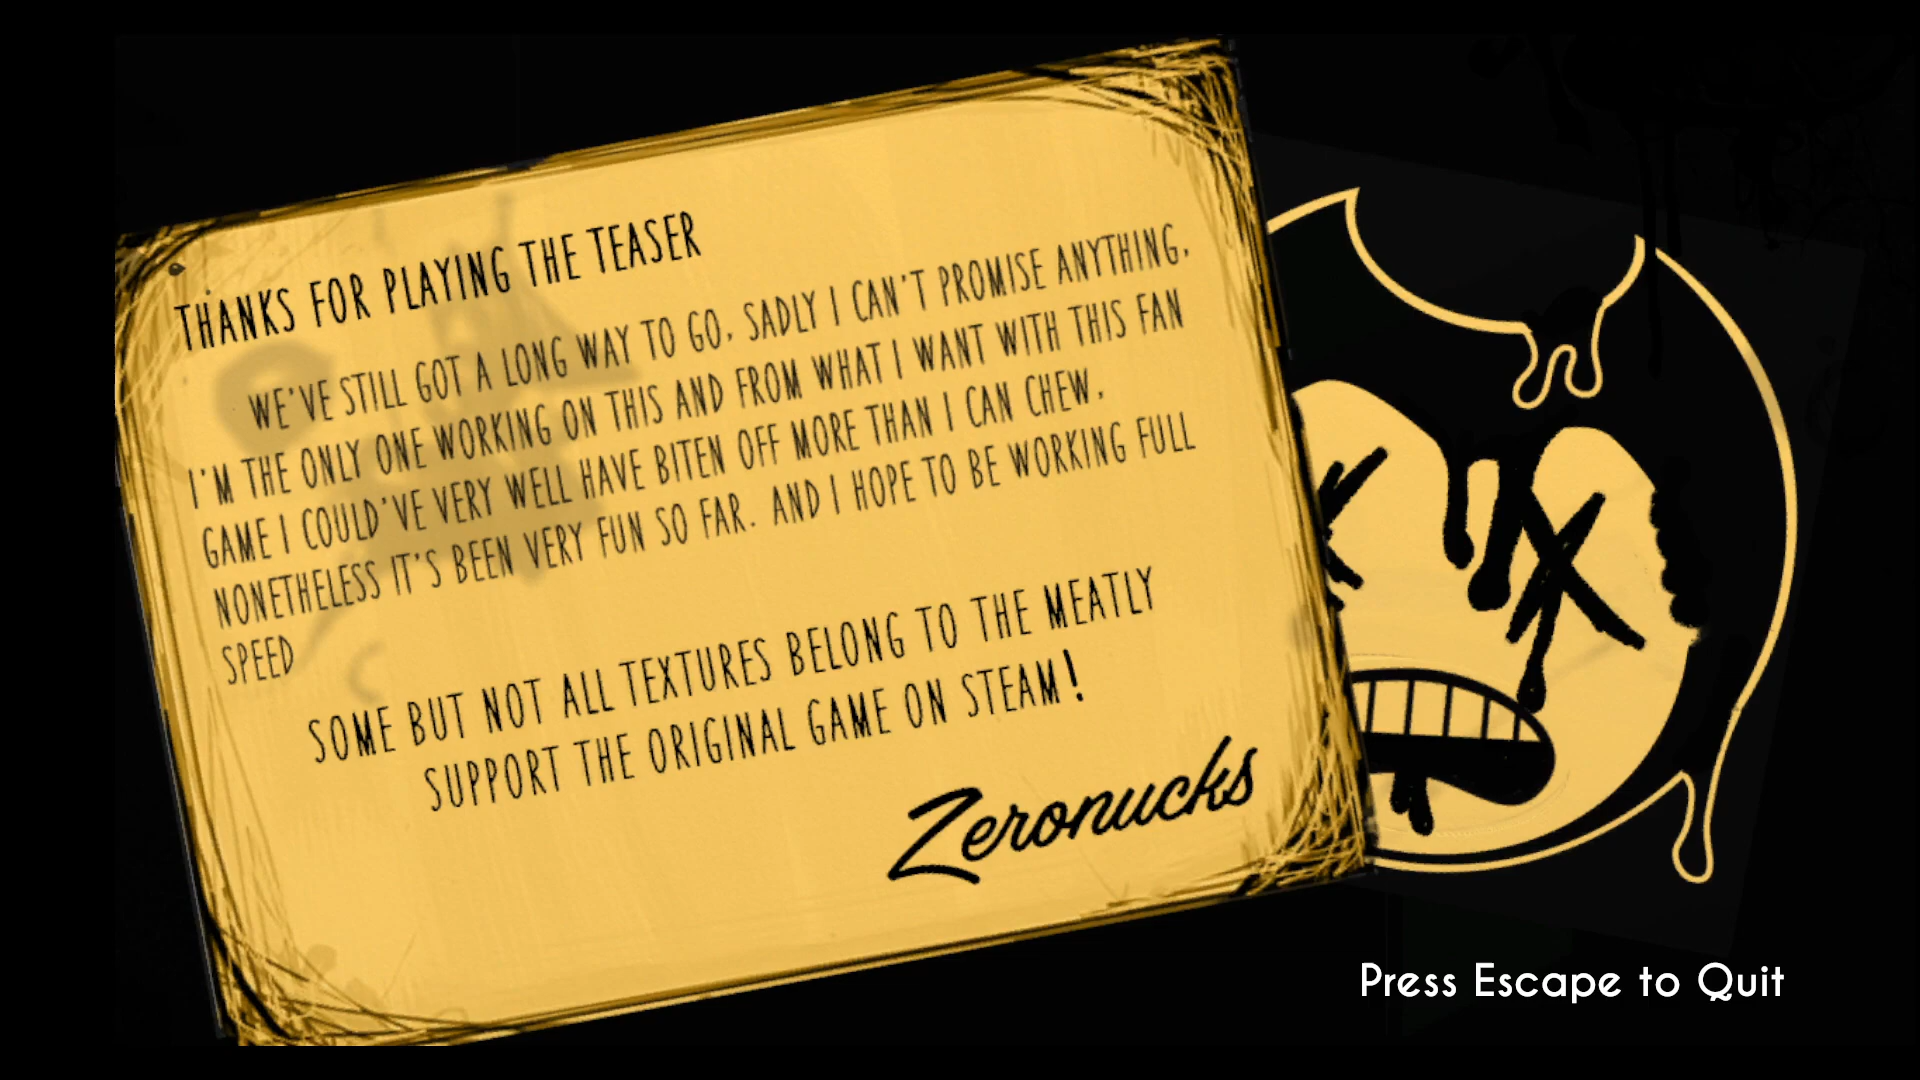 THANKS FOR PLAYING THE TEASER
WE'VE STILL GOT A LONG WAY TO GO, SADLY I CAN'T PROMISE ANYTHING,
I'M THE ONLY ONE WORKING ON THIS AND FROM WHAT I WANT WITH THIS FAN
GAME I COULD'VE VERY WELL HAVE BITEN OFF MORE THAN I CAN CHEW,
NONETHELESS IT'S BEEN VERY FUN SO FAR. AND I HOPE TO BE WORKING FULL
SPEED
SOME BUT NOT ALL TEXTURES BELONG TO THE MEATLY
SUPPORT THE ORIGINAL GAME ON STEAM!
Zeronucks
Press Escape to Quit